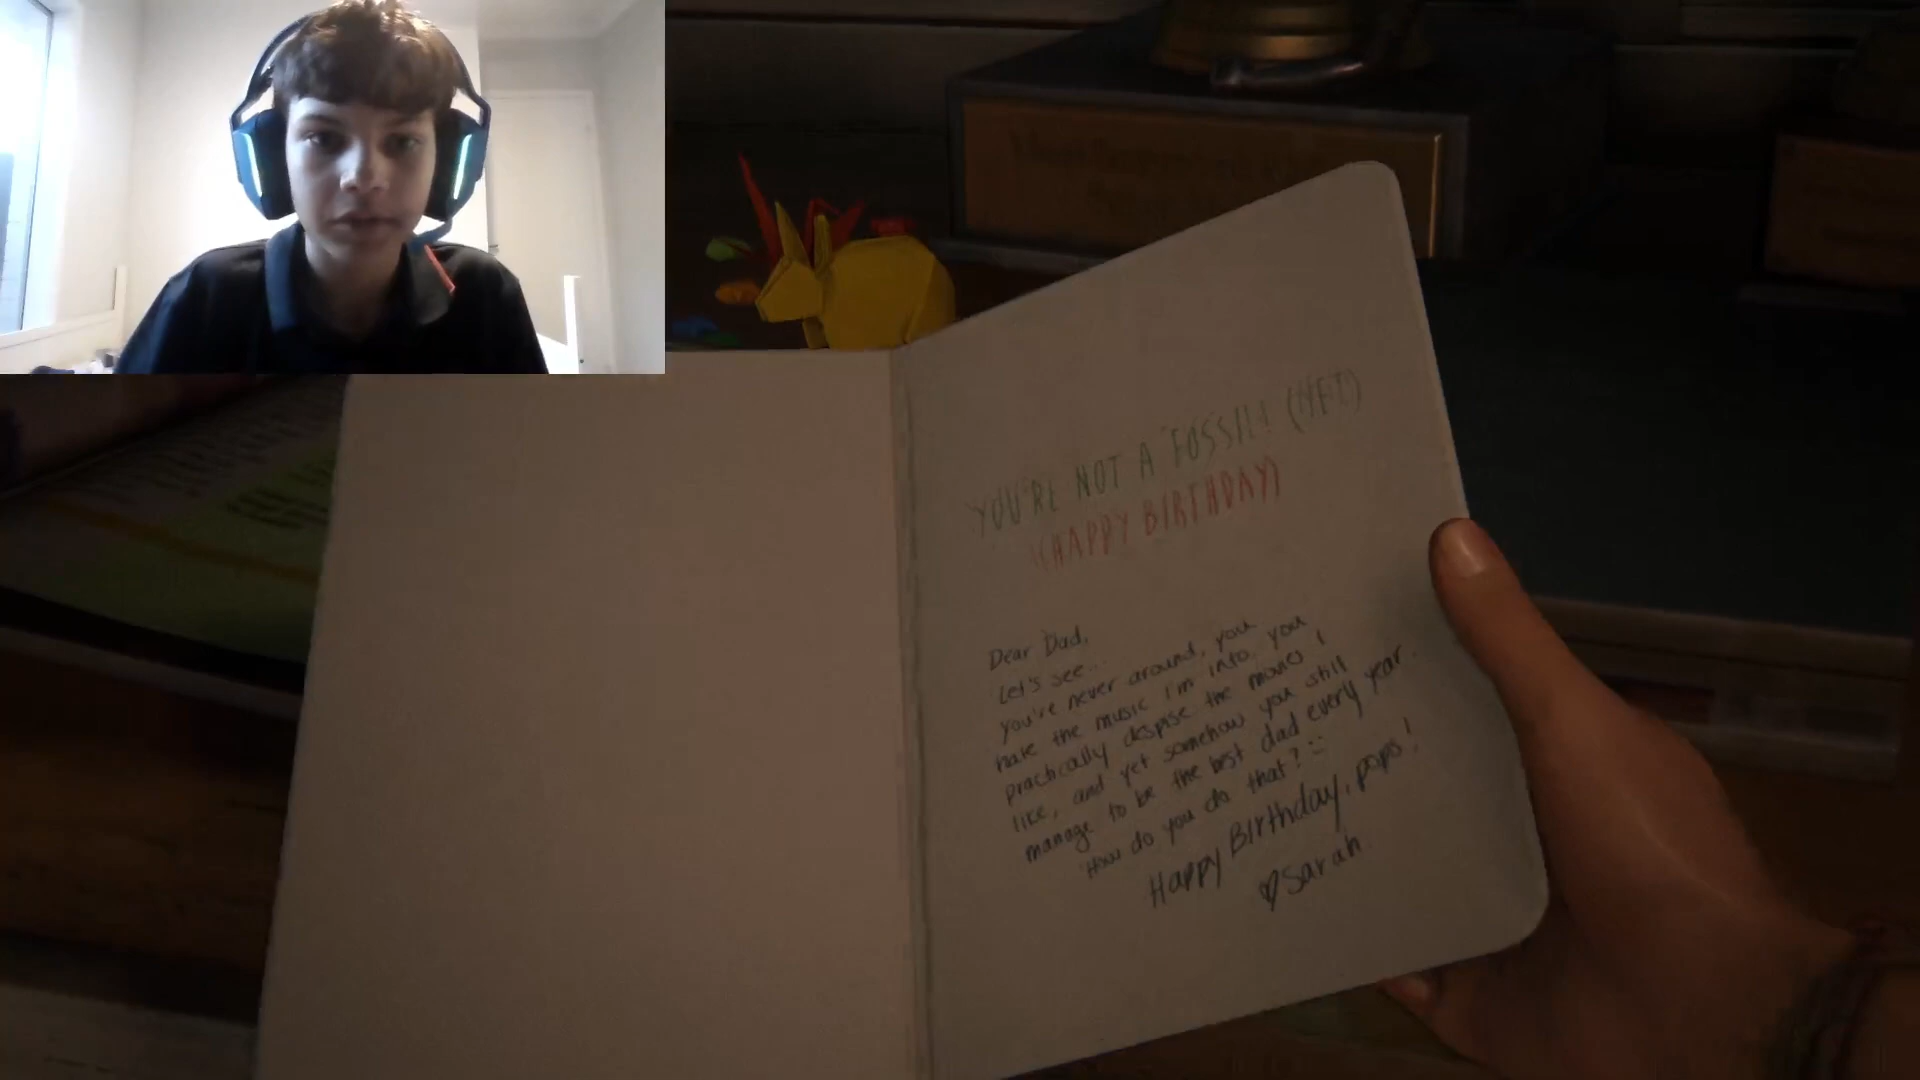 YOU'RE NOT A FOSSIL! (YET)
(HAPPY BIRTHDAY)
Dear Dad,
Let's see...
you're never around, you
hate the music I'm into, you
practically despise the movies I
like, and yet somehow you still
manage to be the best dad every year.
How do you do that? :)
Happy Birthday, pops!
♡ Sarah